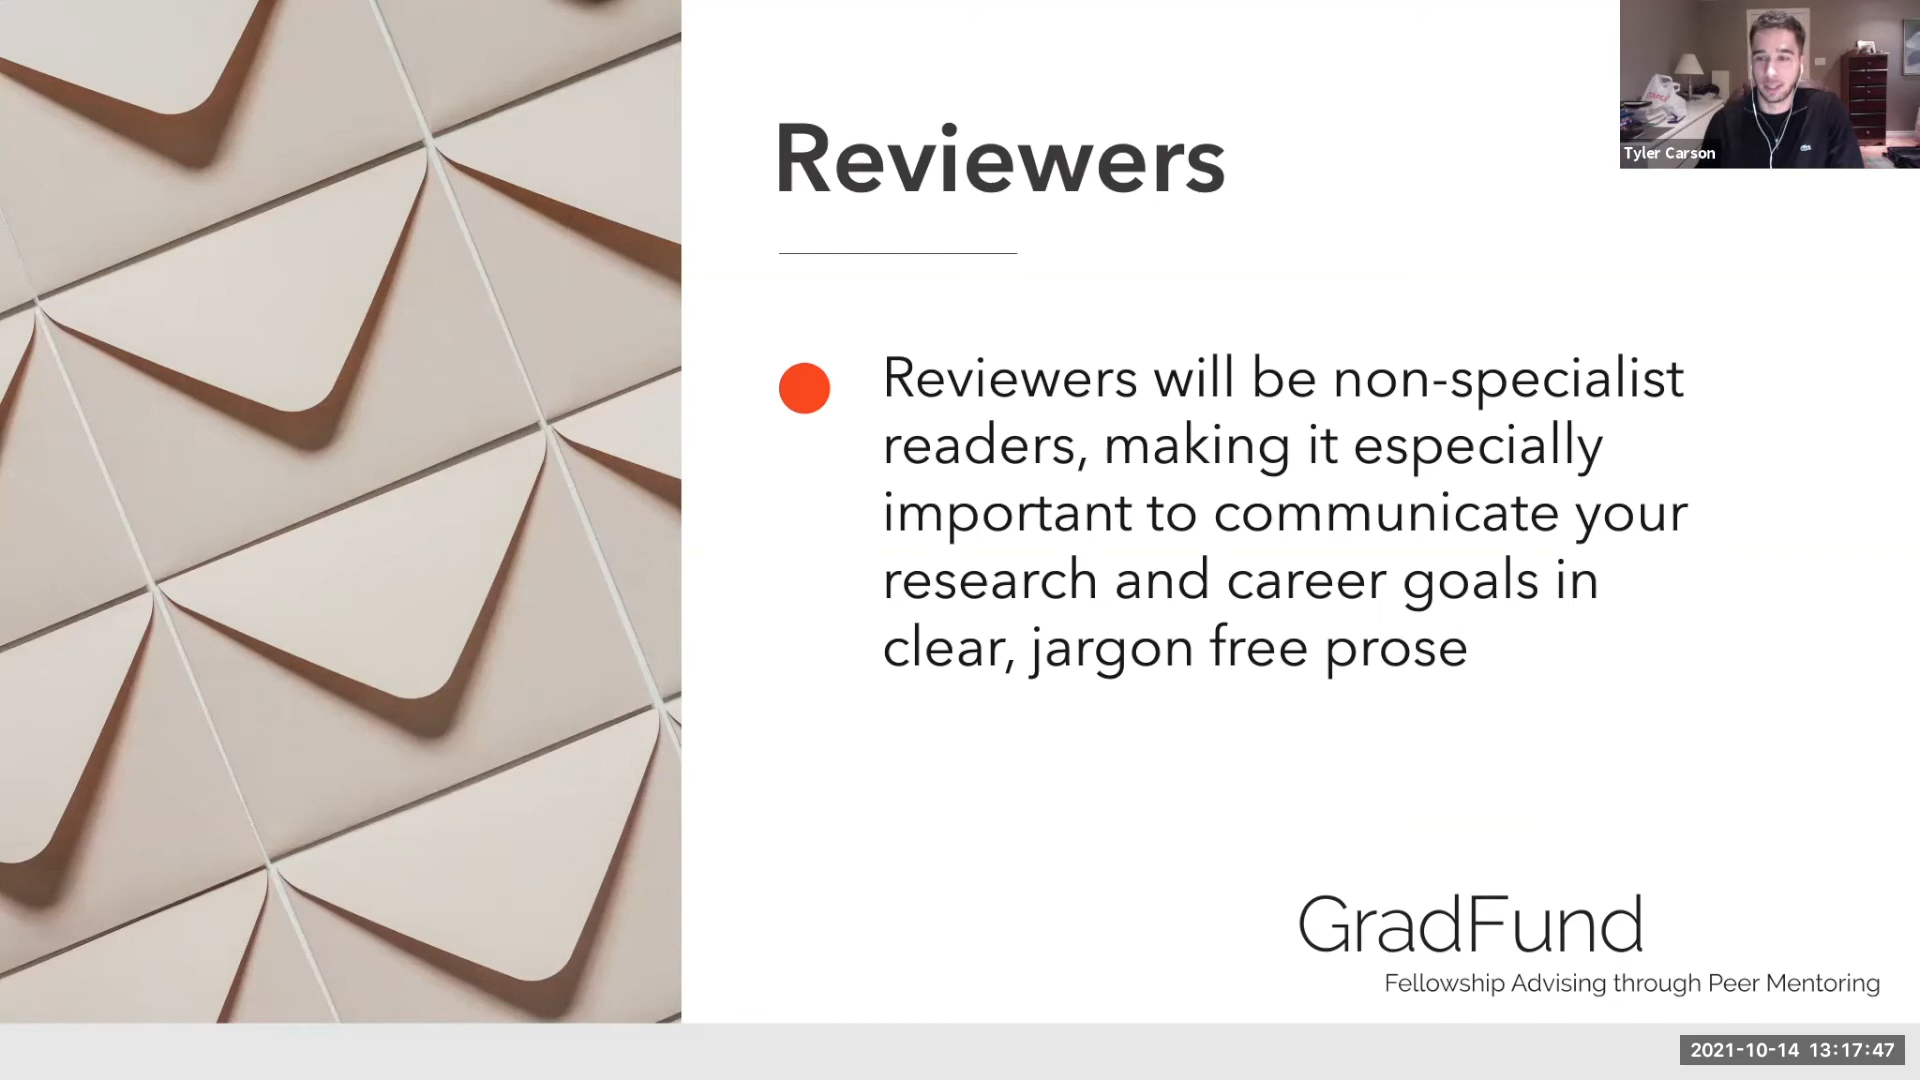 Reviewers
Tyler Carson
Reviewers will be non-specialist
readers, making it especially
important to communicate your
research and career goals in
clear, jargon free prose
GradFund
Fellowship Advising through Peer Mentoring
2021-10-14 13:17:47